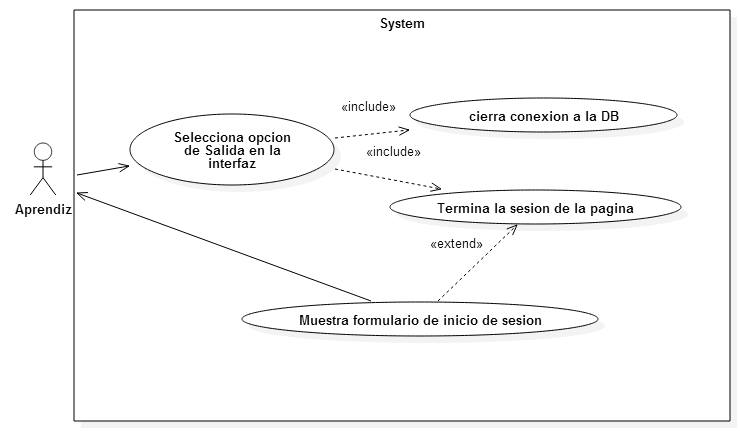 System
«include»
cierra conexion a la DB
Selecciona opcion
de Salida en la
interfaz
«include»
Aprendiz
Termina la sesion de la pagina
«extend»
Muestra formulario de inicio de sesion